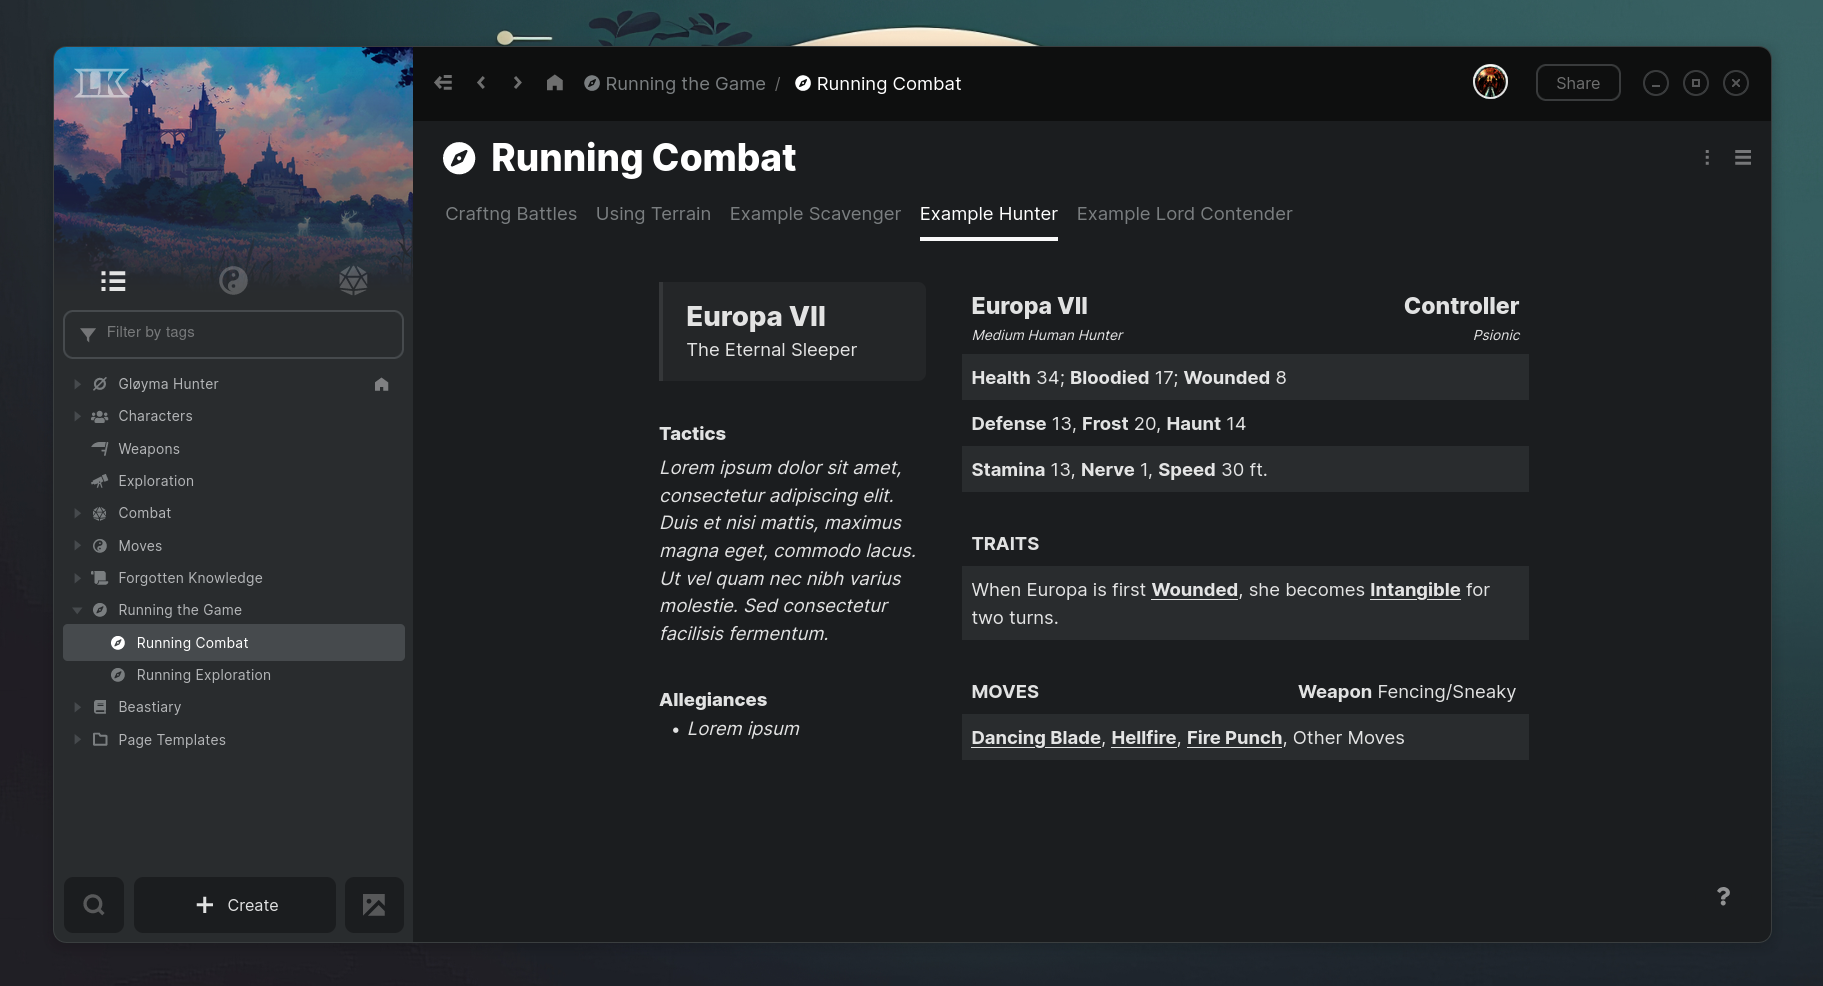 LK
Running the Game / Running Combat
Share
Filter by tags
Gløyma Hunter
Characters
Weapons
Exploration
Combat
Moves
Forgotten Knowledge
Running the Game
Running Combat
Running Exploration
Beastiary
Page Templates
Create
Running Combat
Craftng Battles Using Terrain Example Scavenger Example Hunter Example Lord Contender
Europa VII
The Eternal Sleeper
Tactics
Lorem ipsum dolor sit amet,
consectetur adipiscing elit.
Duis et nisi mattis, maximus
magna eget, commodo lacus.
Ut vel quam nec nibh varius
molestie. Sed consectetur
facilisis fermentum.
Allegiances
• Lorem ipsum
Europa VII Controller
Medium Human Hunter Psionic
Health 34; Bloodied 17; Wounded 8
Defense 13, Frost 20, Haunt 14
Stamina 13, Nerve 1, Speed 30 ft.
TRAITS
When Europa is first Wounded, she becomes Intangible for
two turns.
MOVES Weapon Fencing/Sneaky
Dancing Blade, Hellfire, Fire Punch, Other Moves
?